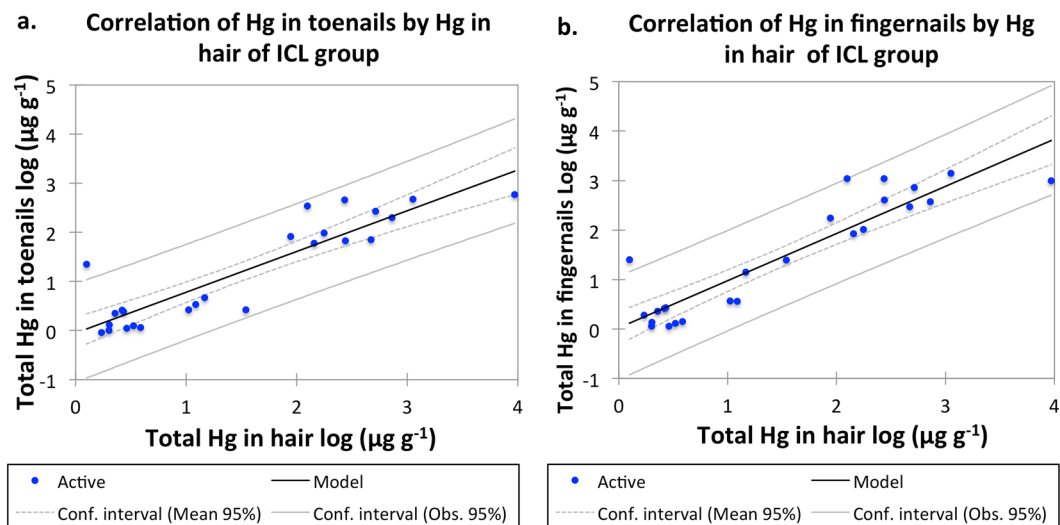 a.
Correlation of Hg in toenails by Hg in
hair of ICL group
Total Hg in toenails log (µg g-1)
5
4
3
2
1
0
-1
0 1 2 3 4
Total Hg in hair log (µg g-1)
Active
Model
Conf. interval (Mean 95%)
Conf. interval (Obs. 95%)
b.
Correlation of Hg in fingernails by Hg
in hair of ICL group
Total Hg in fingernails Log (µg g-1)
5
4
3
2
1
0
-1
0 1 2 3 4
Total Hg in hair log (µg g-1)
Active
Model
Conf. interval (Mean 95%)
Conf. interval (Obs. 95%)